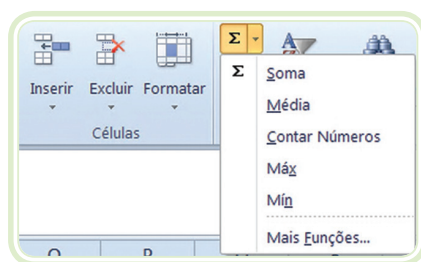 Inserir Excluir Formatar
Células
Σ
Σ Soma
Média
Contar Números
Máx
Mín
Mais Funções...